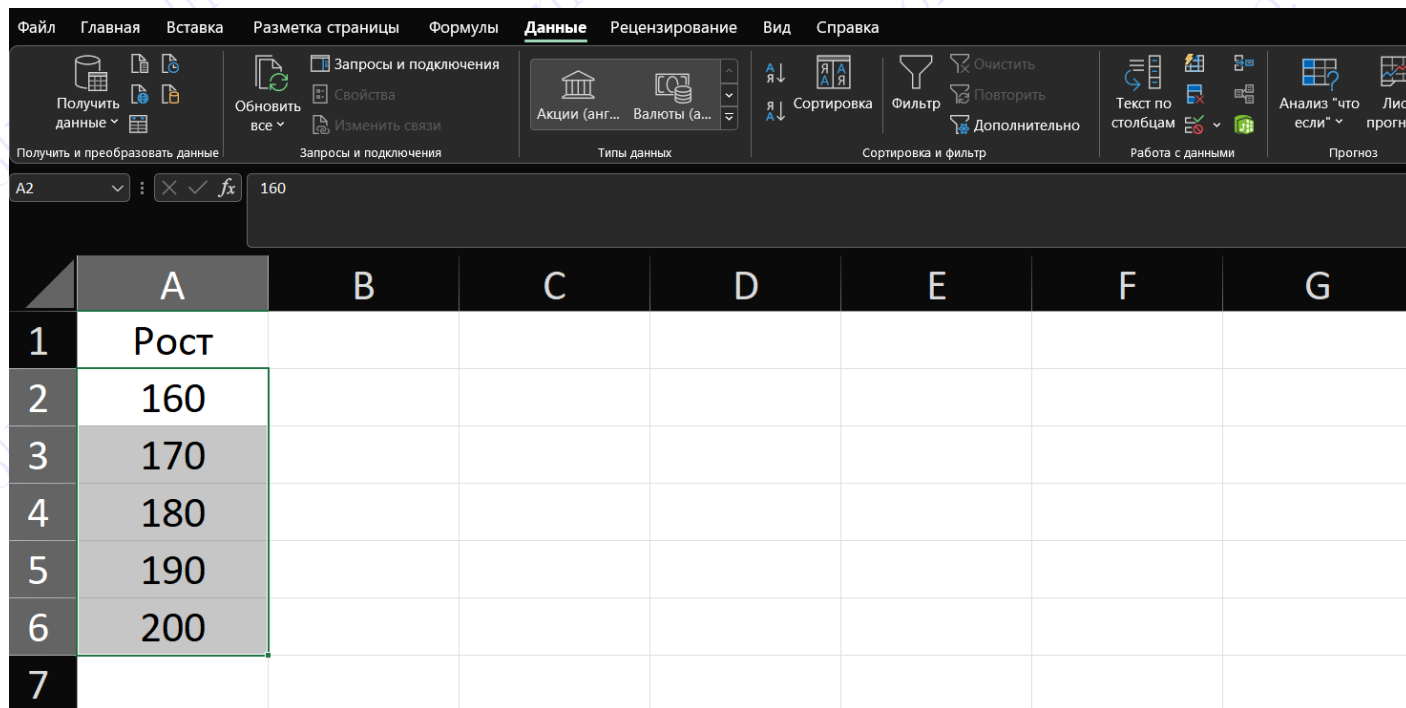 Файл Главная Вставка Разметка страницы Формулы Данные Рецензирование Вид Справка
Получить данные
Обновить все
Запросы и подключения
Свойства
Изменить связи
Акции (анг... Валюты (а...
Сортировка
Фильтр
Очистить
Повторить
Дополнительно
Текст по столбцам
Анализ "что если"
Лис
прогн
Получить и преобразовать данные Запросы и подключения Типы данных Сортировка и фильтр Работа с данными Прогноз
A2 fx 160
A B C D E F G
1 Рост
2 160
3 170
4 180
5 190
6 200
7